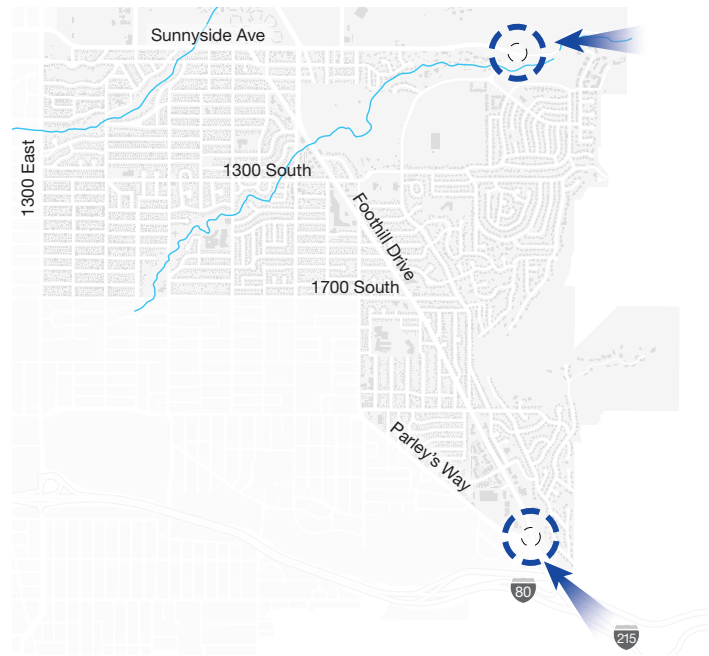 Sunnyside Ave
1300 East
1300 South
Foothill Drive
1700 South
Parley's Way
80
215